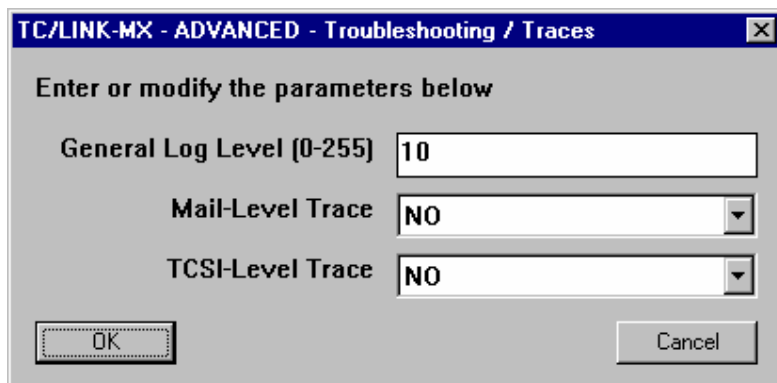 TC/LINK-MX - ADVANCED - Troubleshooting / Traces
Enter or modify the parameters below
General Log Level (0-255) 10
Mail-Level Trace NO
TCSI-Level Trace NO
OK Cancel